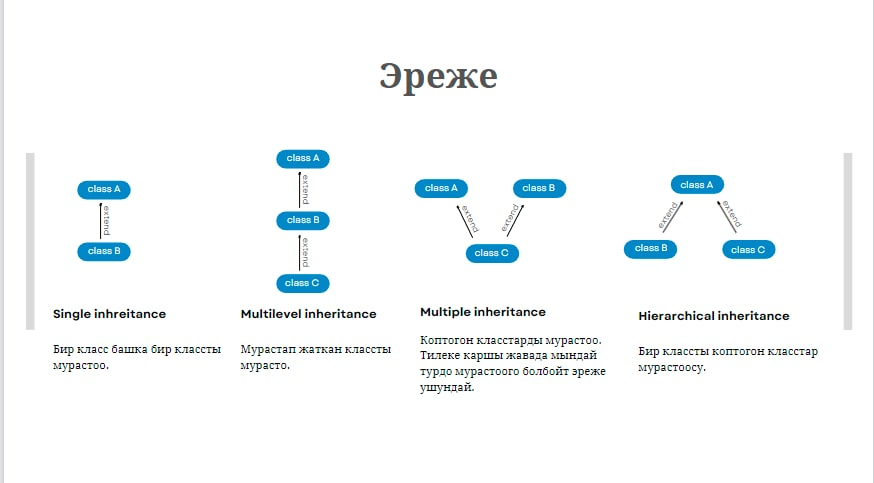 Эреже
class A
extend
class B
Single inhreitance
Бир класс башка бир классты
мурастоо.
class A
extend
class B
extend
class C
Multilevel inheritance
Мурастап жаткан классты
мурасто.
class A
class B
extend
extend
class C
Multiple inheritance
Коптогон класстарды мурастоо.
Тилеке каршы жавада мындай
турдо мурастоого болбойт эреже
ушундай.
class A
extend
extend
class B
class C
Hierarchical inheritance
Бир классты коптогон класстар
мурастоосу.